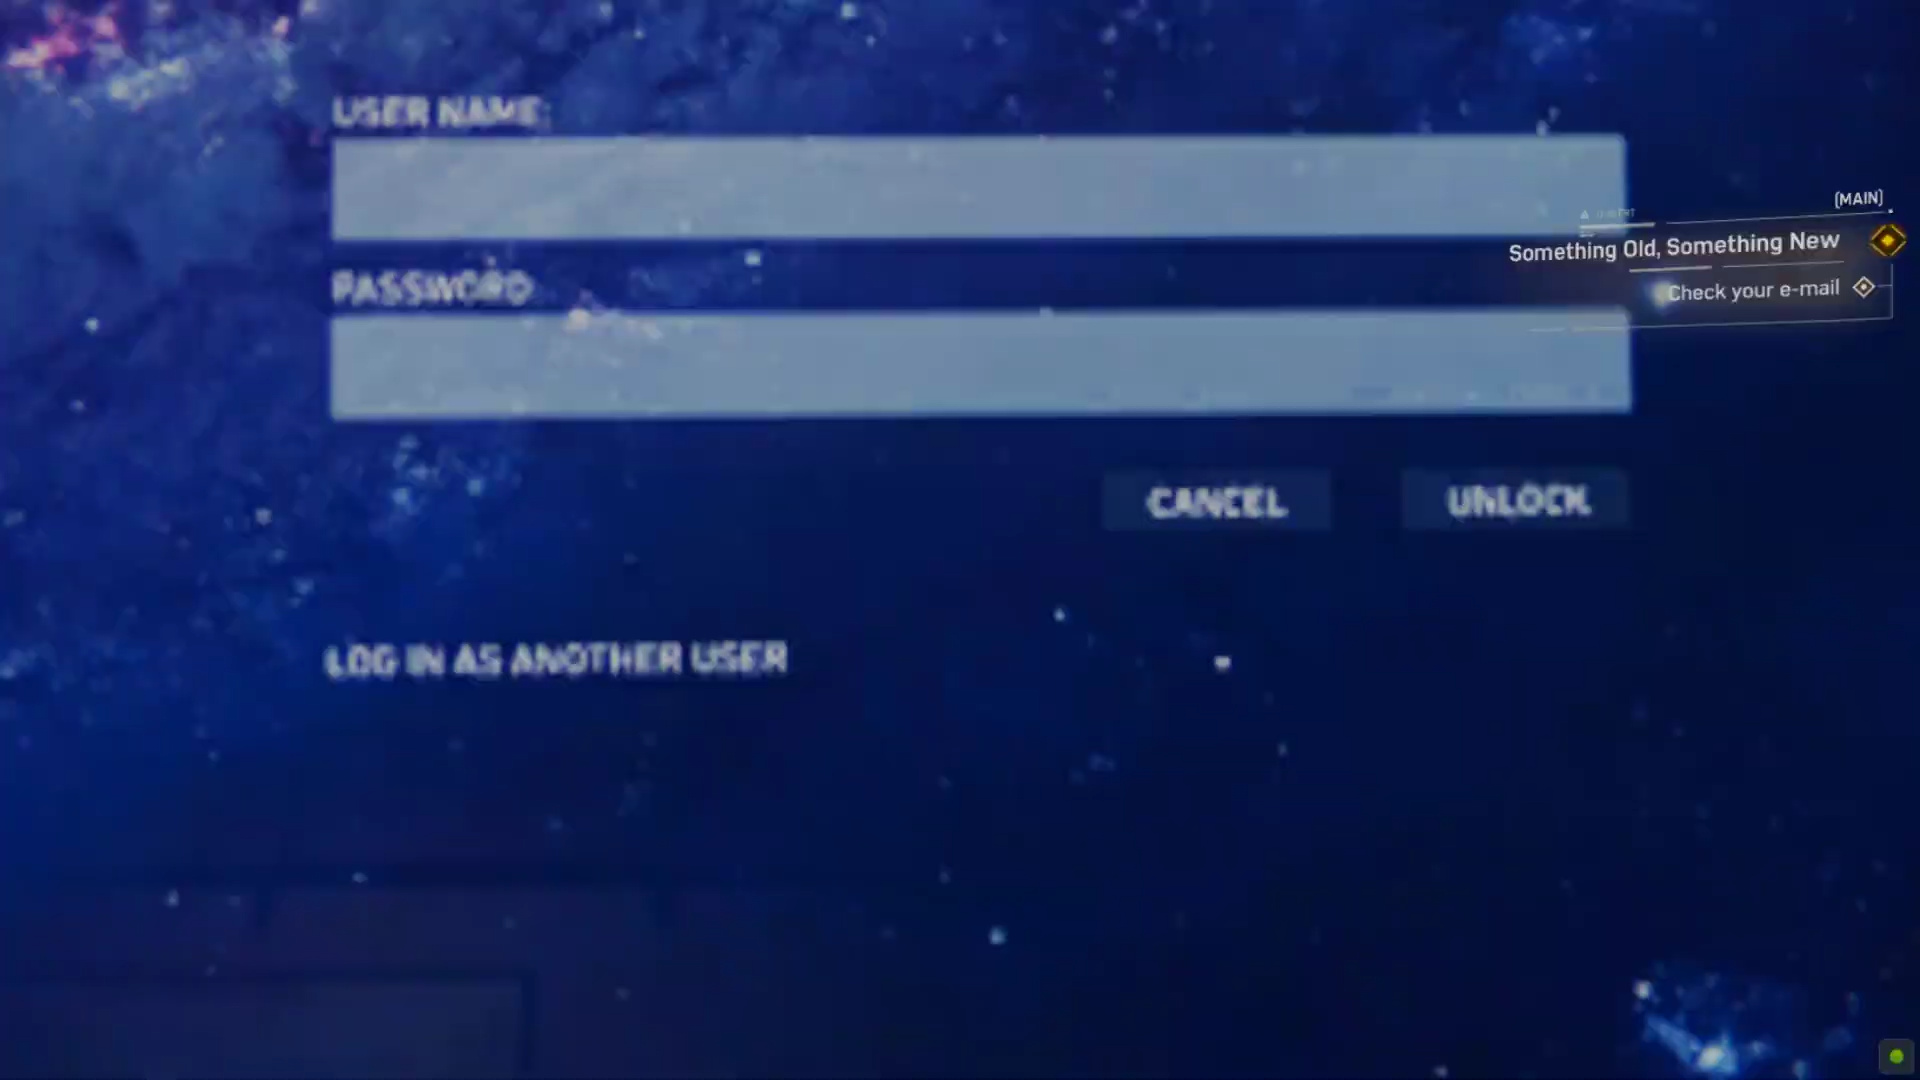 USER NAME:
PASSWORD
CANCEL
UNLOCK
LOG IN AS ANOTHER USER
(MAIN)
Something Old, Something New
Check your e-mail